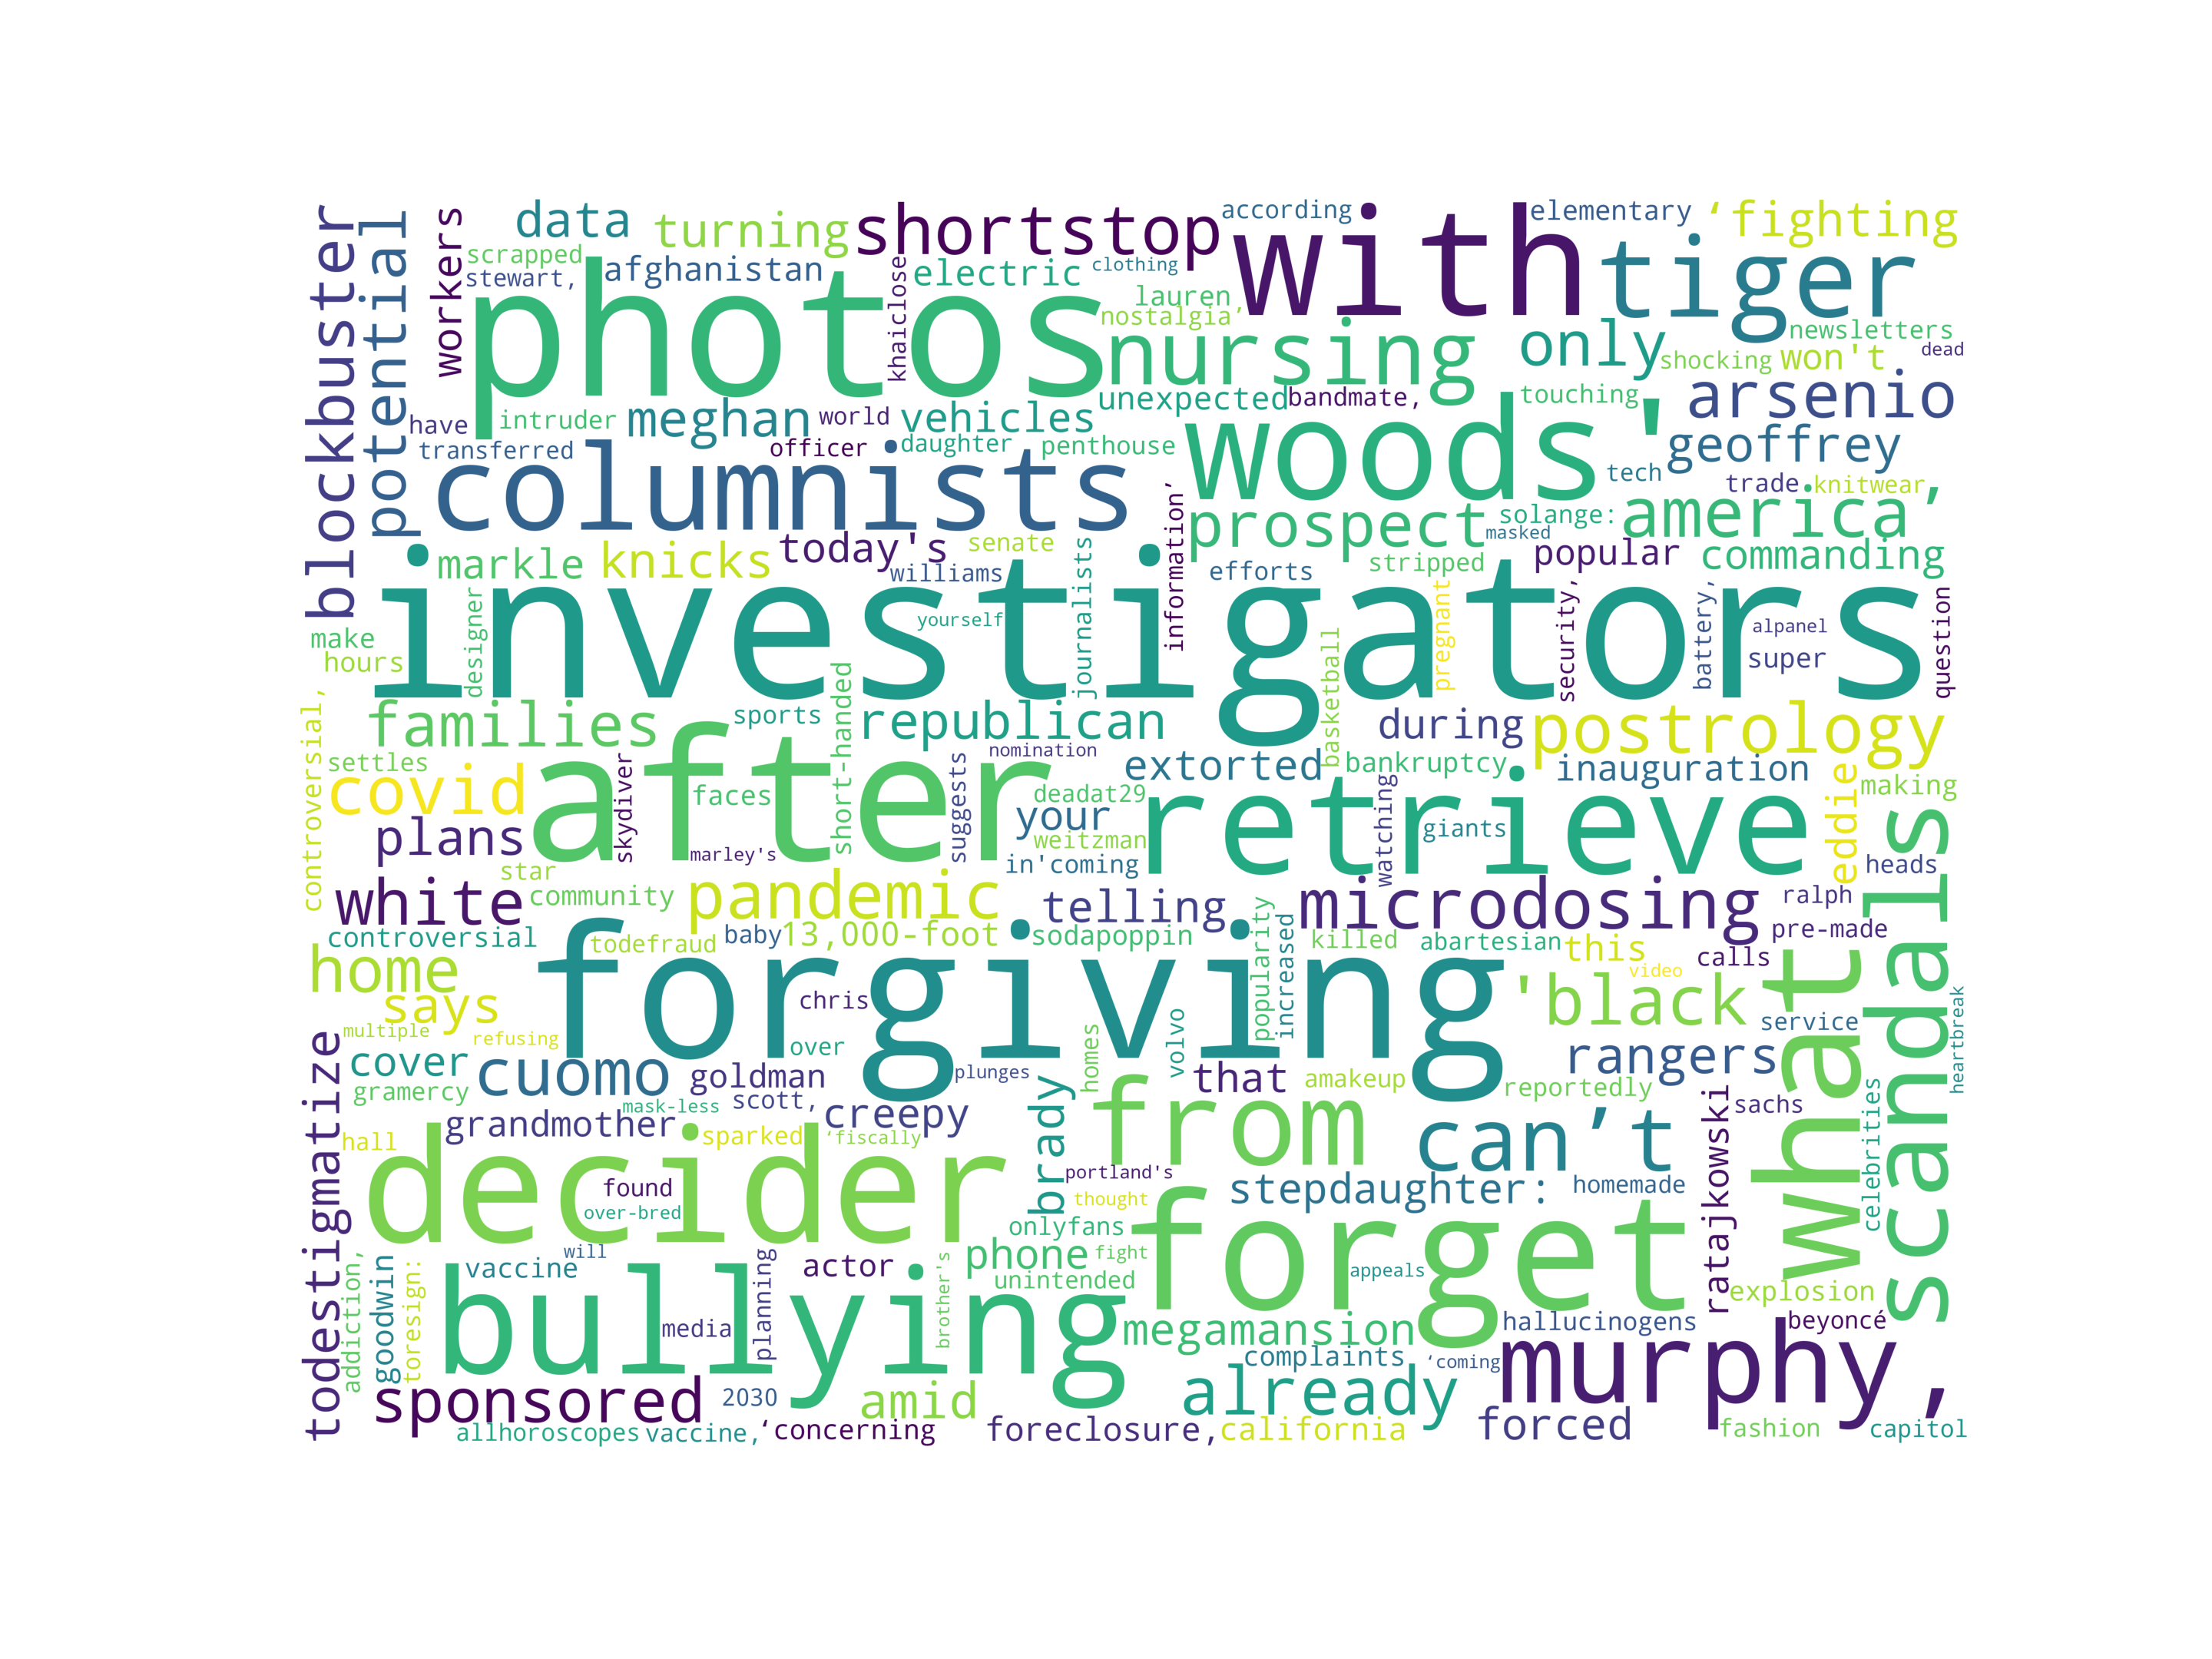 blockbuster
potential
workers
data
turning
shortstop
according
with
elementary
‘fighting
scrapped
stewart,
afghanistan
khaiclose
electric
clothing
tiger
photos
lauren
nostalgia’
nursing
only
newsletters
shocking
won't
dead
have
intruder
meghan
world
vehicles
unexpected
bandmate,
touching
arsenio
transferred
officer
daughter
penthouse
woods'
geoffrey
columnists
tech
trade
knitwear
information’
prospect
solange:
masked
america’
markle
knicks
today's
senate
journalists
williams
efforts
stripped
popular
commanding
investigators
designer
yourself
pregnant
security,
battery,
alpanel
super
question
make
hours
controversial,
families
short-handed
sports
republican
nomination
basketball
during
postrology
settles
covid
skydiver
faces
after
suggests
deadat29
extorted
bankruptcy
inauguration
eddie
making
your
retrieve
watching
giants
plans
marley's
weitzman
in'coming
heads
star
white
community
pandemic
telling
microdosing
ralph
scandals
what
controversial
todefraud
baby
13,000-foot
sodapoppin
popularity
increased
killed
abartesian
this
pre-made
calls
home
says
forgiving
chris
video
'black
multiple
refusing
over
homes
volvo
service
heartbreak
todestigmatize
cover
cuomo
goldman
plunges
brady
that
amakeup
rangers
gramercy
mask-less
scott,
creepy
from
reportedly
ratajkowski
sachs
celebrities
grandmother
hall
sparked
‘fiscally
can’t
decider
found
over-bred
portland's
thought
stepdaughter:
homemade
onlyfans
forget
addiction,
goodwin
toresign:
vaccine
will
planning
actor
brother's
phone
fight
unintended
appeals
explosion
bullying
media
megamansion
hallucinogens
beyoncé
complaints
‘coming
murphy,
sponsored
2030
amid
already
allhoroscopes
vaccine,
‘concerning
foreclosure,
california
forced
fashion
capitol